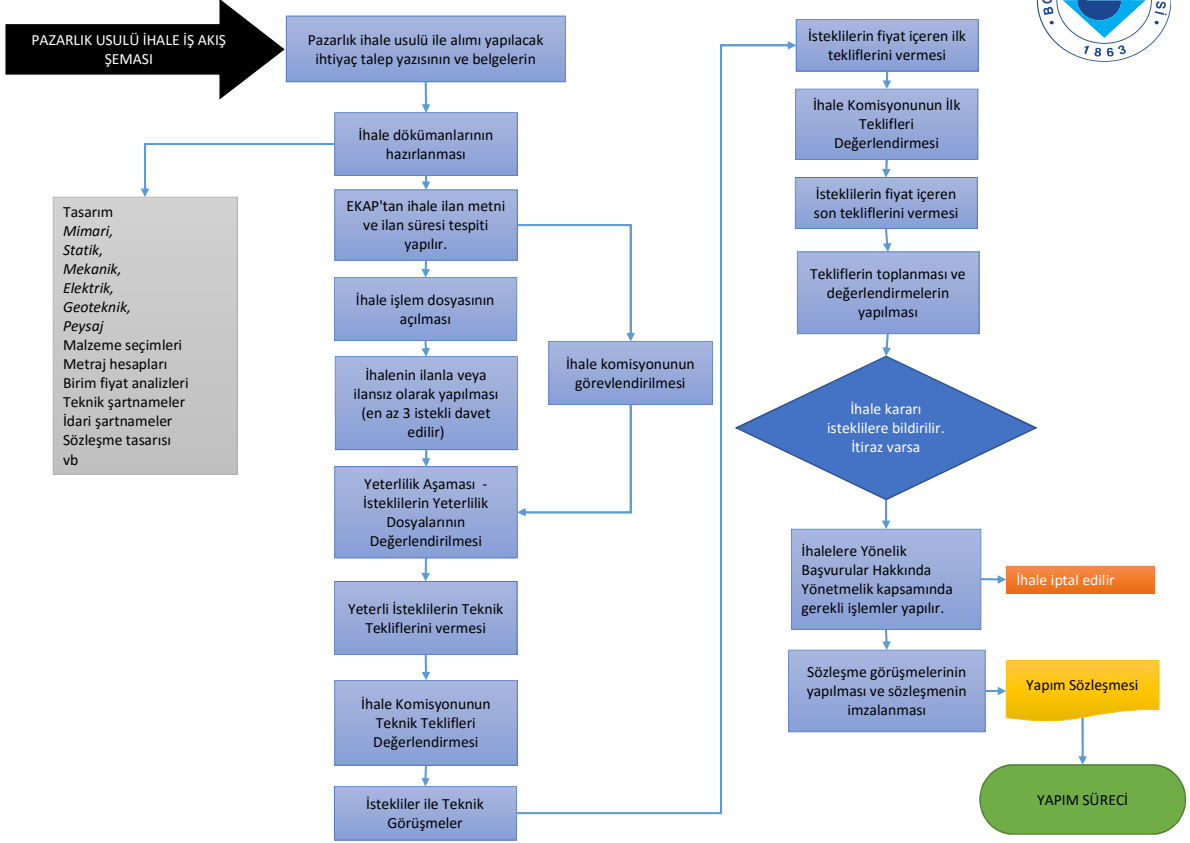 PAZARLIK USULÜ İHALE İŞ AKIŞ
ŞEMASI
Pazarlık ihale usulü ile alımı yapılacak
ihtiyaç talep yazısının ve belgelerin
İhale dökümanlarının
hazırlanması
Tasarım
Mimari,
Statik,
Mekanik,
Elektrik,
Geoteknik,
Peysaj
Malzeme seçimleri
Metraj hesapları
Birim fiyat analizleri
Teknik şartnameler
İdari şartnameler
Sözleşme tasarısı
vb
EKAP'tan ihale ilan metni
ve ilan süresi tespiti
yapılır.
İhale işlem dosyasının
açılması
İhale komisyonunun
görevlendirilmesi
İhalenin ilanla veya
ilansız olarak yapılması
(en az 3 istekli davet
edilir)
Yeterlilik Aşaması -
İsteklilerin Yeterlilik
Dosyalarının
Değerlendirilmesi
Yeterli İsteklilerin Teknik
Tekliflerini vermesi
İhale Komisyonunun
Teknik Teklifleri
Değerlendirmesi
İstekliler ile Teknik
Görüşmeler
İsteklilerin fiyat içeren ilk
tekliflerini vermesi
İhale Komisyonunun İlk
Teklifleri
Değerlendirmesi
İsteklilerin fiyat içeren
son tekliflerini vermesi
Tekliflerin toplanması ve
değerlendirmelerin
yapılması
İhale kararı
isteklilere bildirilir.
İtiraz varsa
İhalelere Yönelik
Başvurular Hakkında
Yönetmelik kapsamında
gerekli işlemler yapılır.
İhale iptal edilir
Sözleşme görüşmelerinin
yapılması ve sözleşmenin
imzalanması
Yapım Sözleşmesi
YAPIM SÜRECİ
1863